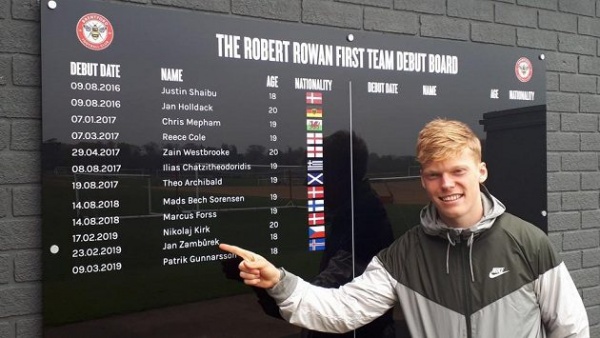 THE ROBERT ROWAN FIRST TEAM DEBUT BOARD
DEBUT DATE NAME AGE NATIONALITY DEBUT DATE NAME AGE NATIONALITY
09.08.2016 Justin Shaibu 18
09.08.2016 Jan Holldack 20
07.01.2017 Chris Mepham 19
07.03.2017 Reece Cole 19
29.04.2017 Zain Westbrooke 20
08.08.2017 Ilias Chatzitheodoridis 19
19.08.2017 Theo Archibald 19
14.08.2018 Mads Bech Sorensen 19
14.08.2018 Marcus Forss 19
17.02.2019 Nikolaj Kirk 20
23.02.2019 Jan Zambůrek 18
09.03.2019 Patrik Gunnarsson 18